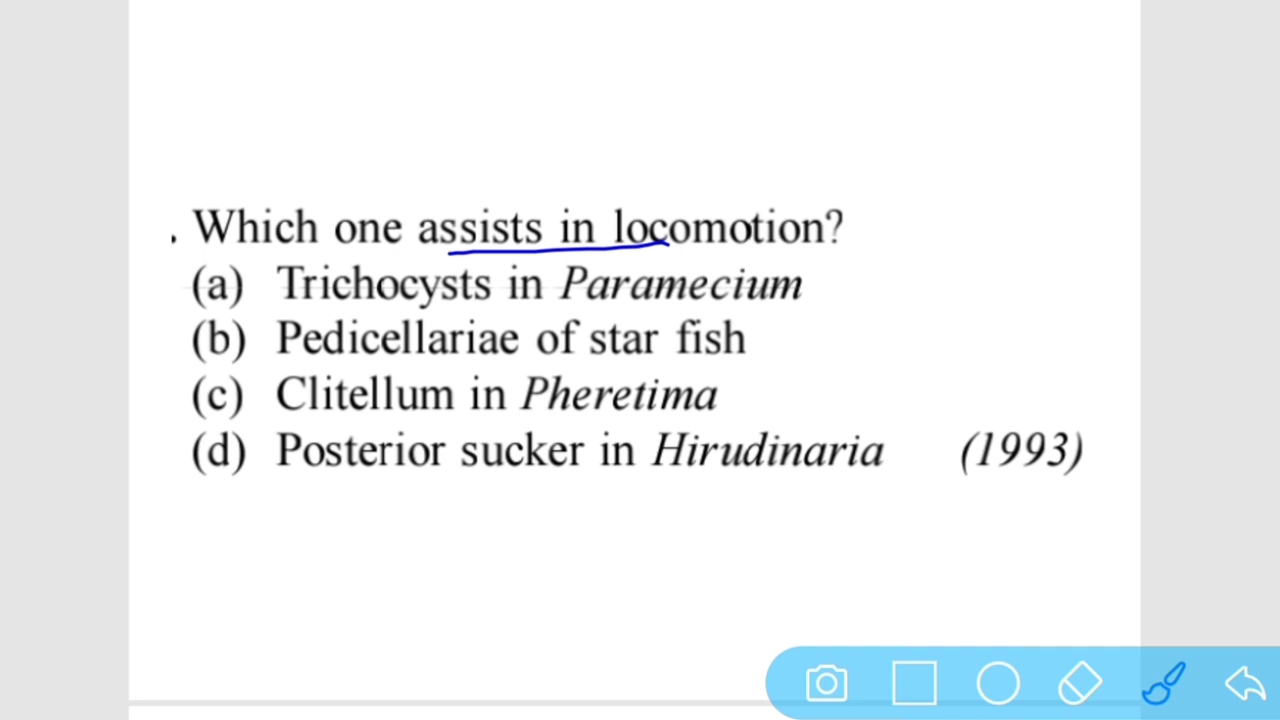 . Which one assists in locomotion?
(a) Trichocysts in Paramecium
(b) Pedicellariae of star fish
(c) Clitellum in Pheretima
(d) Posterior sucker in Hirudinaria (1993)